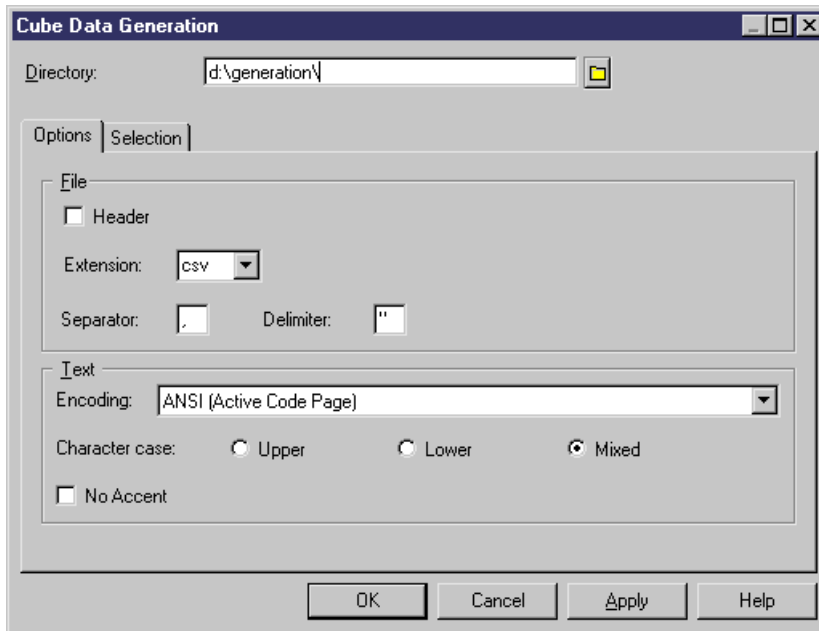 Cube Data Generation
Directory: d:\generation\
Options Selection
File
Header
Extension: csv
Separator: , Delimiter: "
Text
Encoding: ANSI (Active Code Page)
Character case: Upper Lower Mixed
No Accent
OK Cancel Apply Help